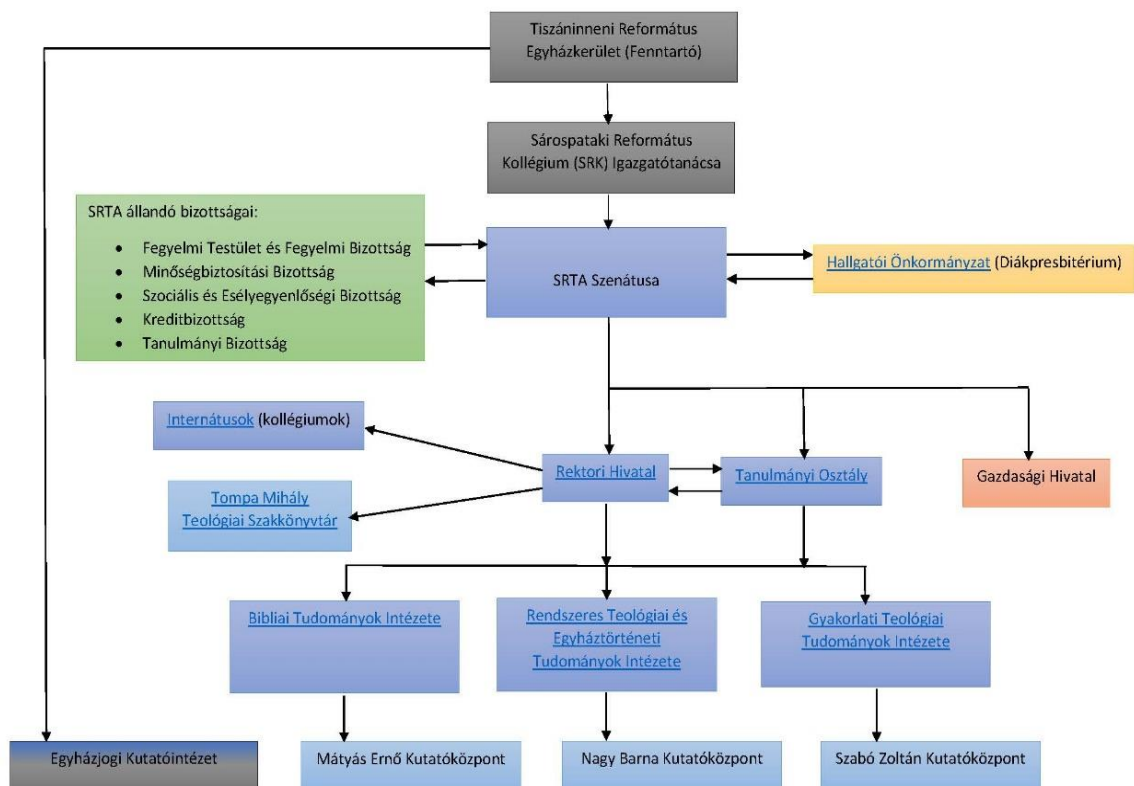 Tiszáninneni Református
Egyházkerület (Fenntartó)
Sárospataki Református
Kollégium (SRK) Igazgatótanácsa
SRTA állandó bizottságai:
• Fegyelmi Testület és Fegyelmi Bizottság
• Minőségbiztosítási Bizottság
• Szociális és Esélyegyenlőségi Bizottság
• Kreditbizottság
• Tanulmányi Bizottság
SRTA Szenátusa
Hallgatói Önkormányzat (Diákpresbitérium)
Internátusok (kollégiumok)
Rektori Hivatal
Tanulmányi Osztály
Gazdasági Hivatal
Tompa Mihály
Teológiai Szakkönyvtár
Bibliai Tudományok Intézete
Rendszeres Teológiai és
Egyháztörténeti
Tudományok Intézete
Gyakorlati Teológiai
Tudományok Intézete
Egyházjogi Kutatóintézet
Mátyás Ernő Kutatóközpont
Nagy Barna Kutatóközpont
Szabó Zoltán Kutatóközpont